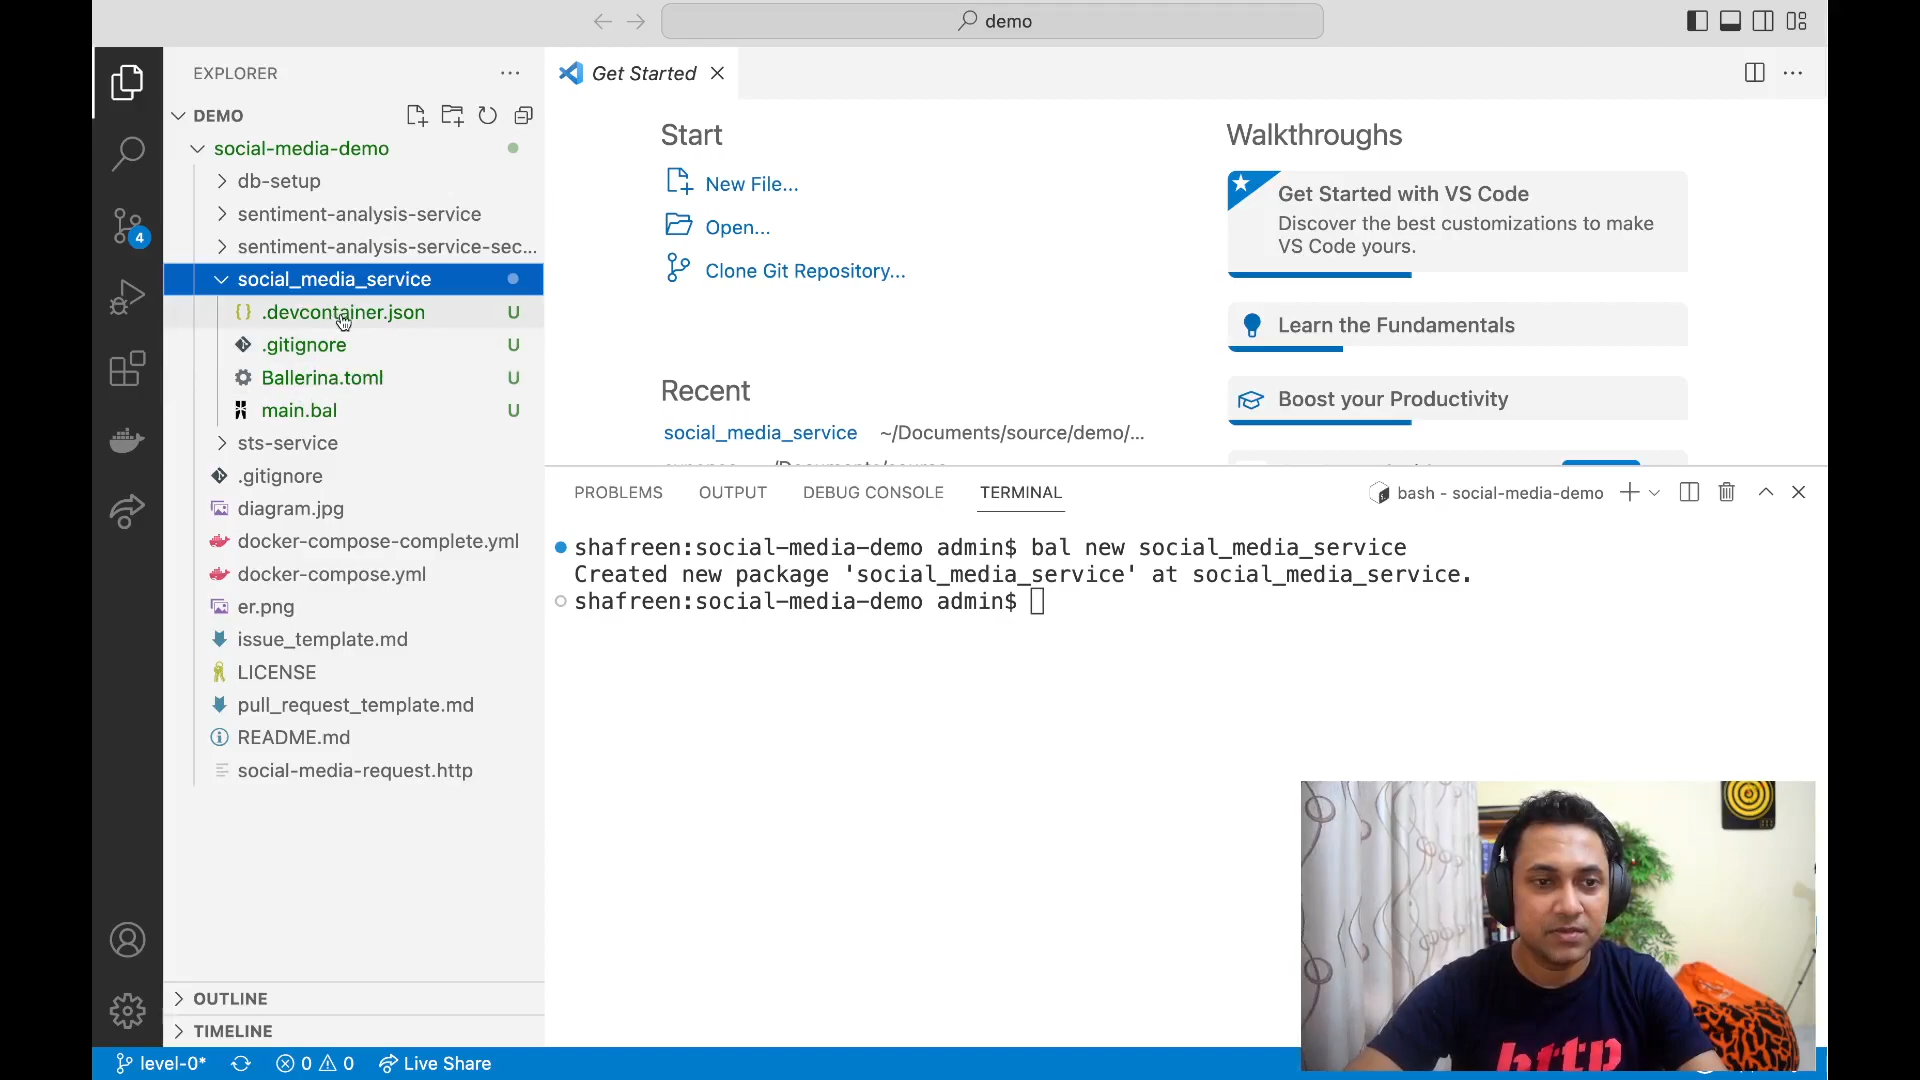 demo
EXPLORER
Get Started
DEMO
social-media-demo
db-setup
sentiment-analysis-service
sentiment-analysis-service-sec...
social_media_service
.devcontainer.json U
.gitignore U
Ballerina.toml U
main.bal U
sts-service
.gitignore
diagram.jpg
docker-compose-complete.yml
docker-compose.yml
er.png
issue_template.md
LICENSE
pull_request_template.md
README.md
social-media-request.http
OUTLINE
TIMELINE
4
Start
New File...
Open...
Clone Git Repository...
Recent
social_media_service ~/Documents/source/demo/...
Walkthroughs
Get Started with VS Code
Discover the best customizations to make
VS Code yours.
Learn the Fundamentals
Boost your Productivity
PROBLEMS OUTPUT DEBUG CONSOLE TERMINAL
bash - social-media-demo
shafreen:social-media-demo admin$ bal new social_media_service
Created new package 'social_media_service' at social_media_service.
shafreen:social-media-demo admin$
http
level-0* 0 0 Live Share